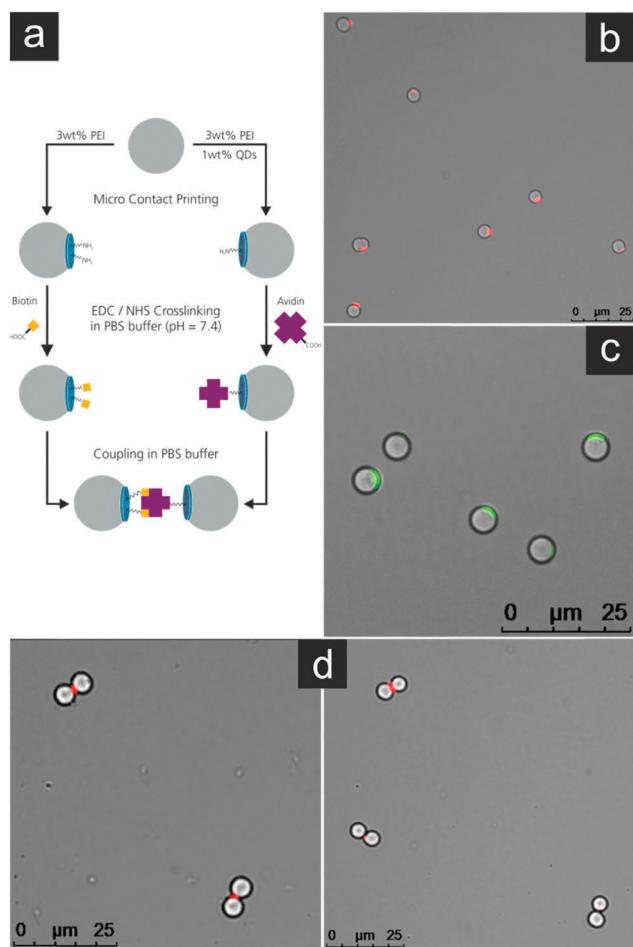 a
3wt% PEI
3wt% PEI
1wt% QDs
Micro Contact Printing
NH₂
NH₂
H₂N
Biotin
HOOC
EDC / NHS Crosslinking
in PBS buffer (pH = 7.4)
Avidin
COOH
Coupling in PBS buffer
b
0 µm 25
c
0 µm 25
d
0 µm 25
0 µm 25